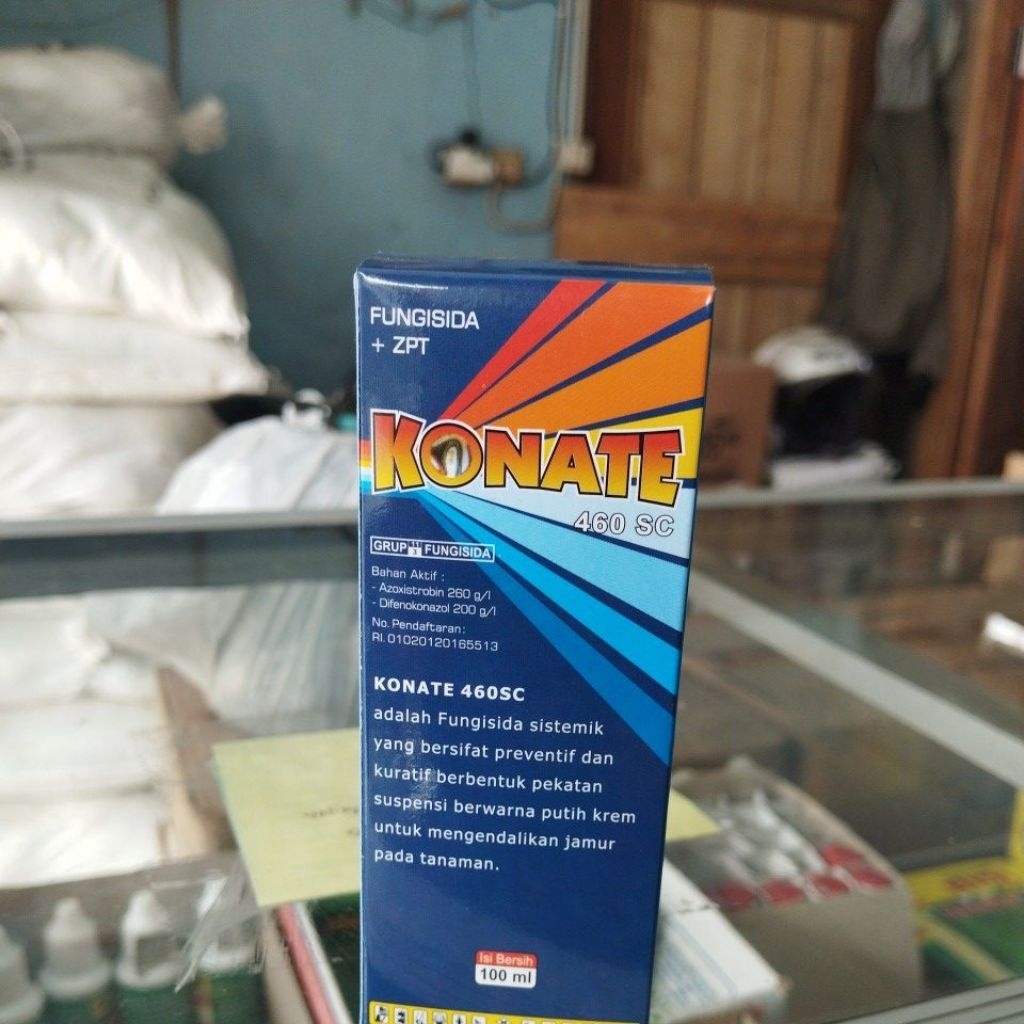 FUNGISIDA
+ ZPT
KONATE
460 SC
GRUP 11 3 FUNGISIDA
Bahan Aktif :
- Azoxistrobin 260 g/l
- Difenokonazol 200 g/l
No. Pendaftaran:
RI.01020120165513
KONATE 460SC
adalah Fungisida sistemik
yang bersifat preventif dan
kuratif berbentuk pekatan
suspensi berwarna putih krem
untuk mengendalikan jamur
pada tanaman.
Isi Bersih
100 ml